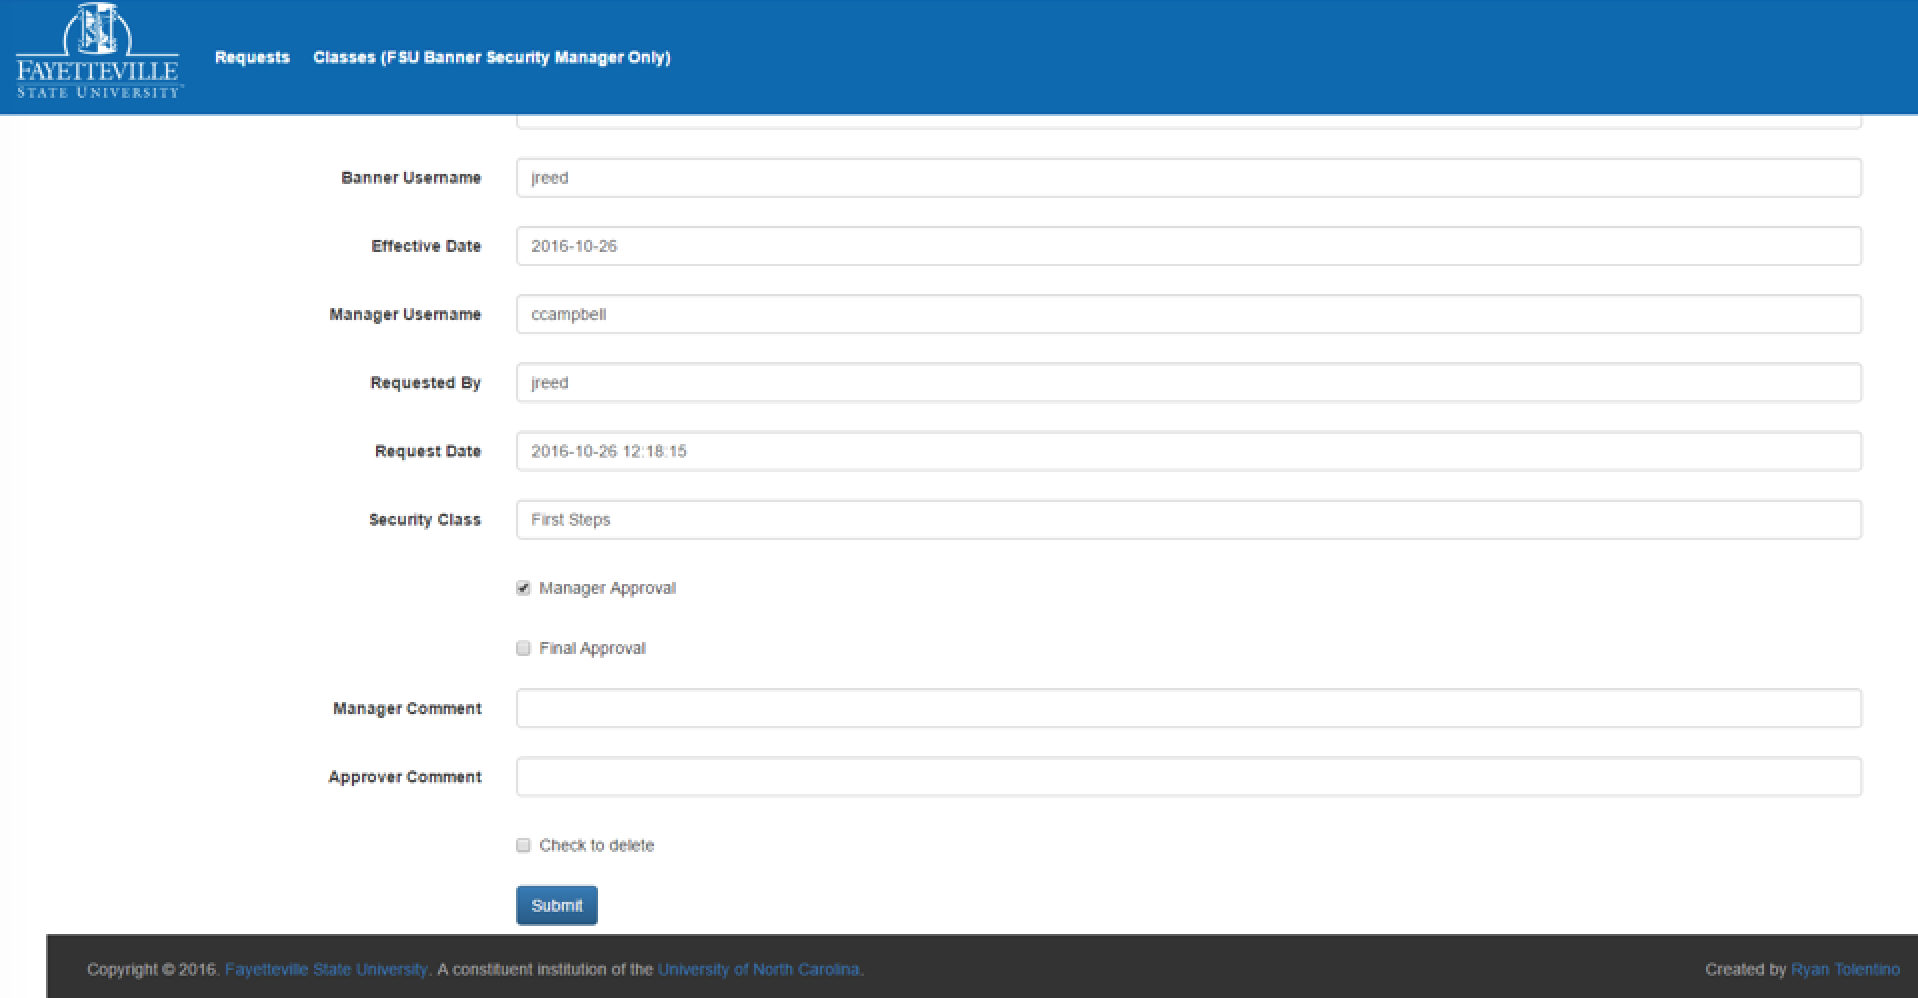 FAYETTEVILLE
STATE UNIVERSITY
Requests Classes (FSU Banner Security Manager Only)
Banner Username jreed
Effective Date 2016-10-26
Manager Username ccampbell
Requested By jreed
Request Date 2016-10-26 12:18:15
Security Class First Steps
Manager Approval
Final Approval
Manager Comment
Approver Comment
Check to delete
Submit
Copyright © 2016. Fayetteville State University. A constituent institution of the University of North Carolina. Created by Ryan Tolentino